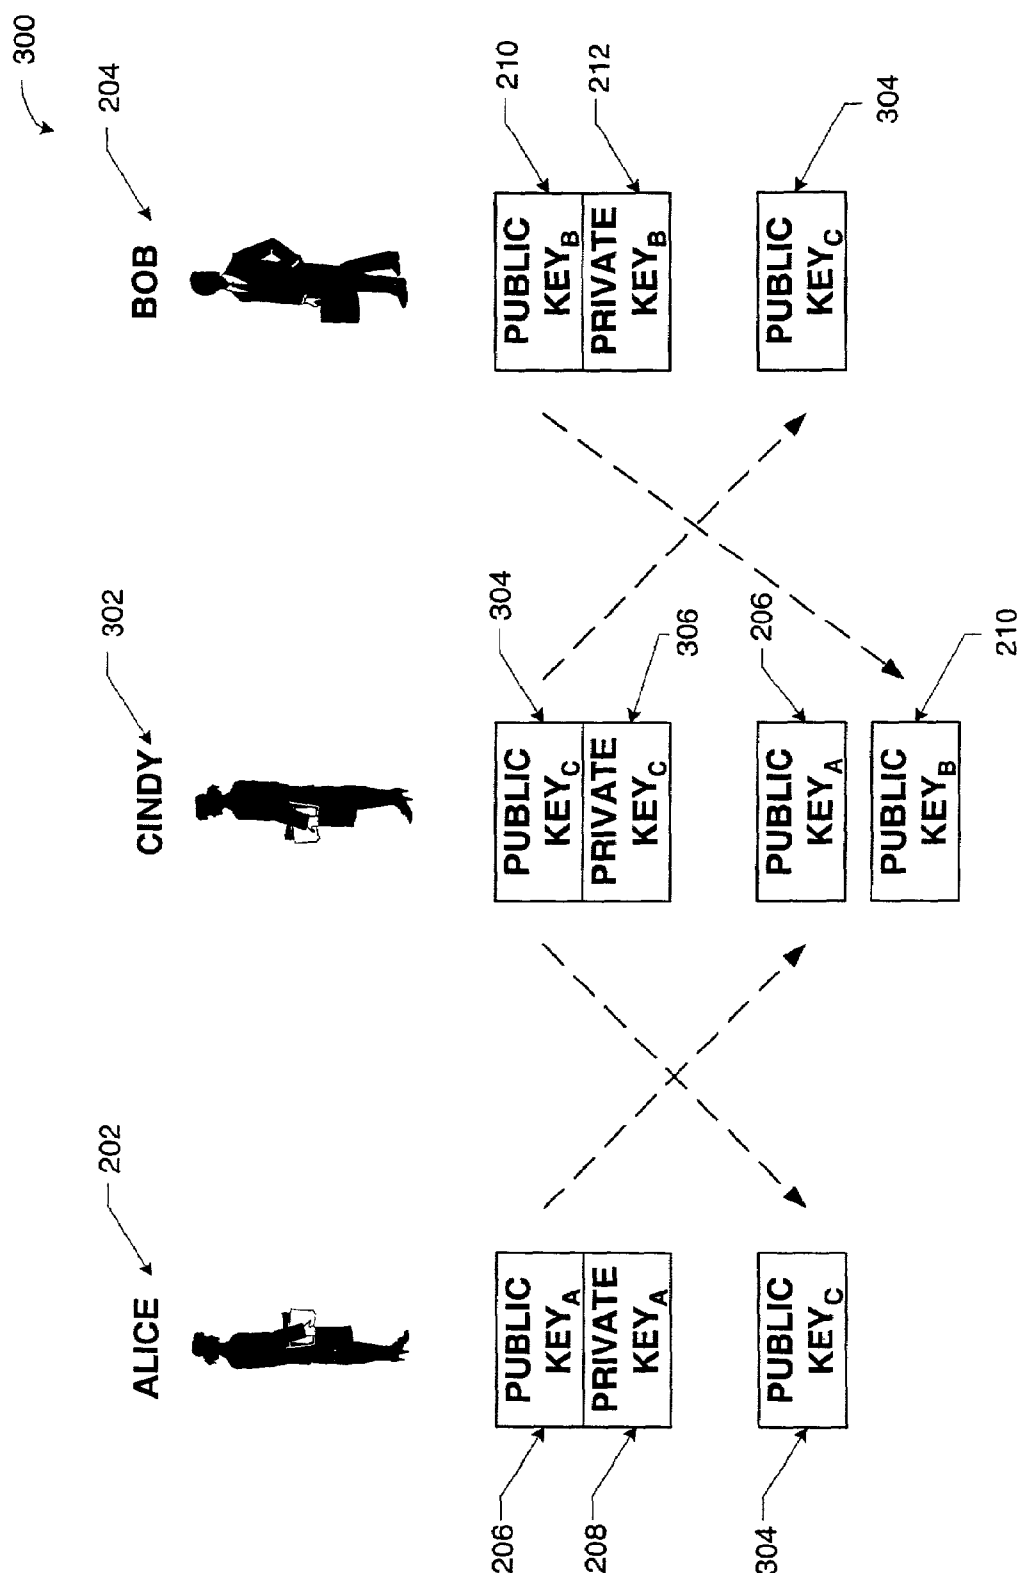 300
ALICE
202
CINDY
302
BOB
204
206
PUBLIC
KEY_A
208
PRIVATE
KEY_A
304
PUBLIC
KEY_C
PUBLIC
KEY_C
304
PRIVATE
KEY_C
306
PUBLIC
KEY_A
206
PUBLIC
KEY_B
210
PUBLIC
KEY_B
210
PRIVATE
KEY_B
212
PUBLIC
KEY_C
304